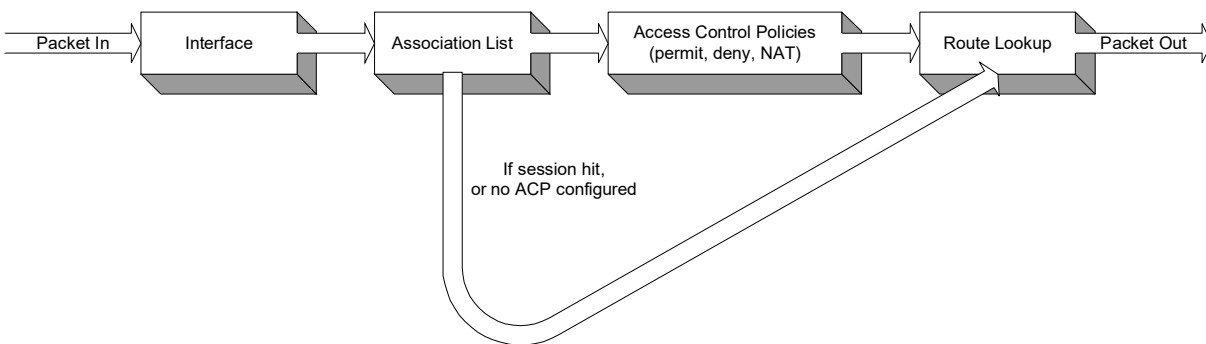 Packet In
Interface
Association List
Access Control Policies
(permit, deny, NAT)
Route Lookup
Packet Out
If session hit,
or no ACP configured